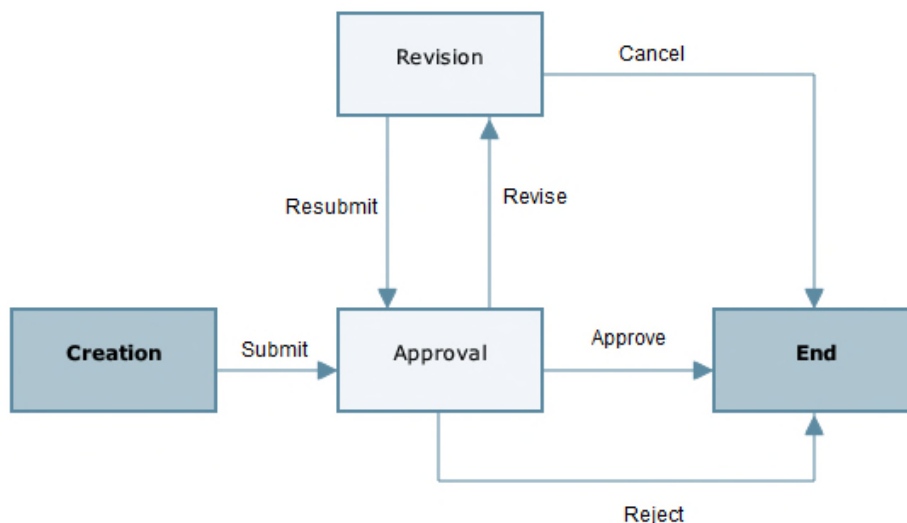 Revision
Cancel
Resubmit
Revise
Creation
Submit
Approval
Approve
End
Reject